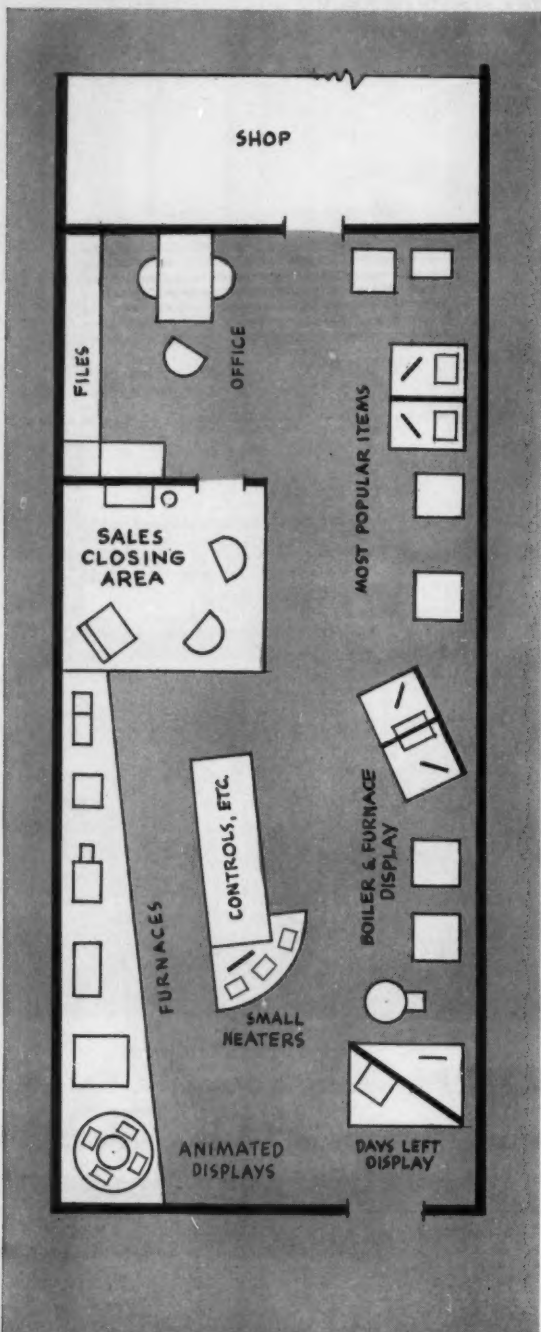 SHOP
FILES
OFFICE
MOST POPULAR ITEMS
SALES
CLOSING
AREA
CONTROLS, ETC.
BOILER & FURNACE
DISPLAY
FURNACES
SMALL
HEATERS
ANIMATED
DISPLAYS
DAYS LEFT
DISPLAY